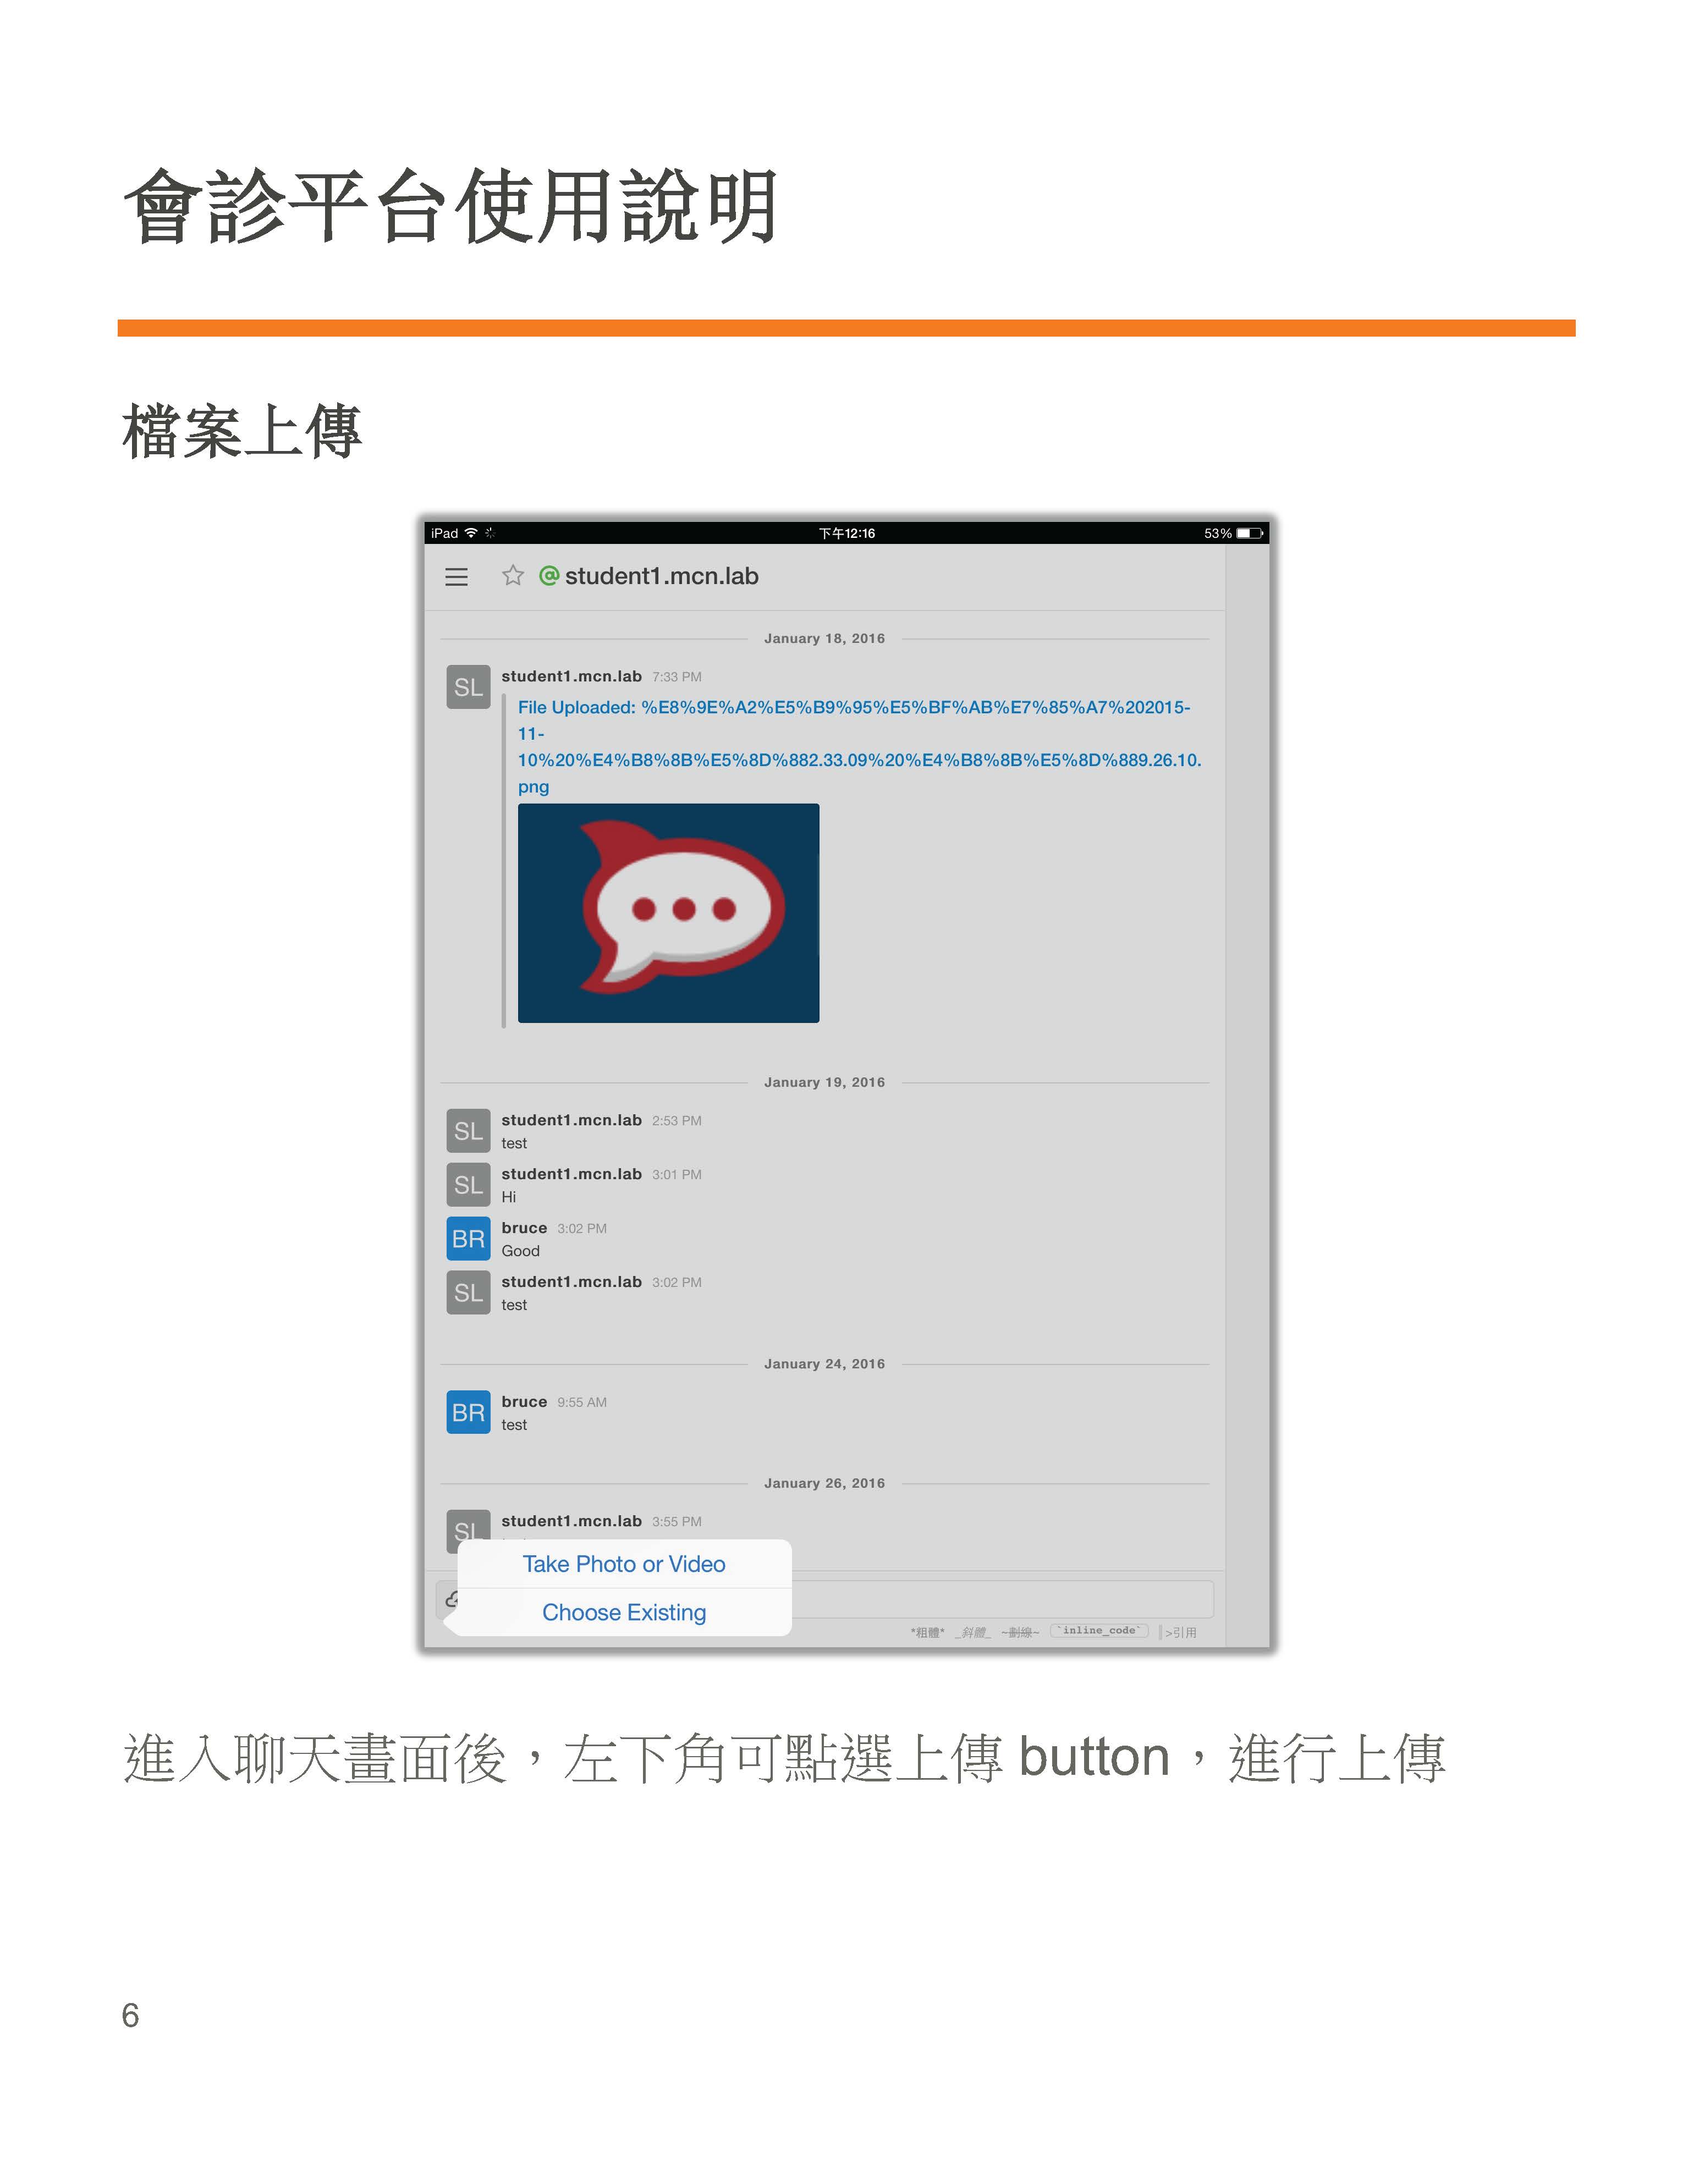 會診平台使用說明
檔案上傳
iPad 下午12:16 53%
@student1.mcn.lab
January 18, 2016
SL student1.mcn.lab 7:33 PM
File Uploaded: %E8%9E%A2%E5%B9%95%E5%BF%AB%E7%85%A7%202015-
11-
10%20%E4%B8%8B%E5%8D%882.33.09%20%E4%B8%8B%E5%8D%889.26.10.
png
January 19, 2016
SL student1.mcn.lab 2:53 PM
test
SL student1.mcn.lab 3:01 PM
Hi
BR bruce 3:02 PM
Good
SL student1.mcn.lab 3:02 PM
test
January 24, 2016
BR bruce 9:55 AM
test
January 26, 2016
SL student1.mcn.lab 3:55 PM
Take Photo or Video
Choose Existing
*粗體* _斜體_ ~劃線~ `inline_code` >引用
進入聊天畫面後，左下角可點選上傳 button，進行上傳
6